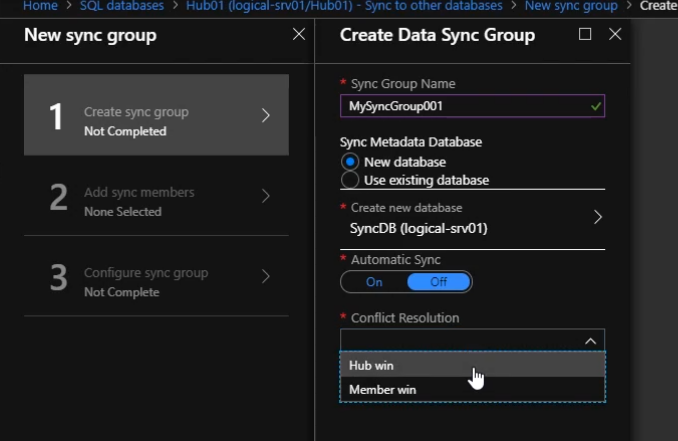 Home > SQL databases > Hub01 (logical-srv01/Hub01) - Sync to other databases > New sync group > Create
New sync group
1
Create sync group
Not Completed
2
Add sync members
None Selected
3
Configure sync group
Not Complete
Create Data Sync Group
* Sync Group Name
MySyncGroup001
Sync Metadata Database
New database
Use existing database
* Create new database
SyncDB (logical-srv01)
* Automatic Sync
On Off
* Conflict Resolution
Hub win
Member win